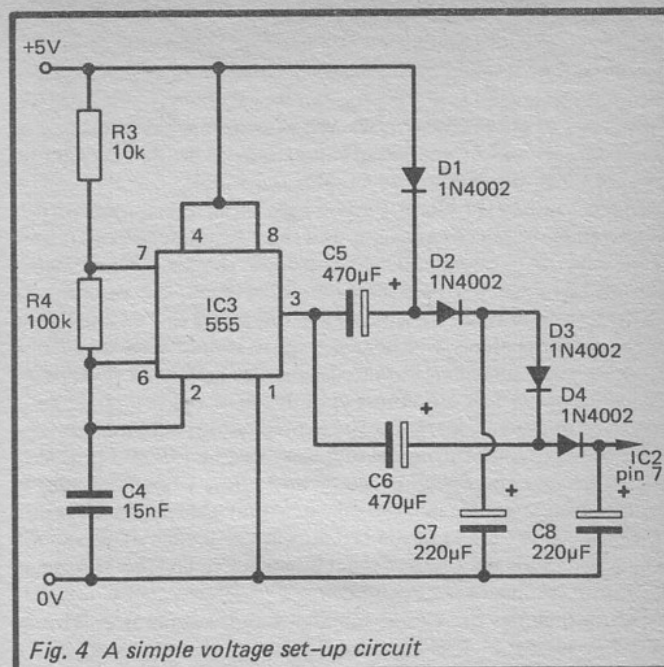 +5V
R3
10k
D1
1N4002
4
8
7
C5
470µF
+
D2
1N4002
R4
100k
IC3
555
3
D3
1N4002
6
2
1
D4
1N4002
+
IC2
pin 7
C6
470µF
C4
15nF
+
+
C7
220µF
C8
220µF
0V
Fig. 4 A simple voltage set-up circuit